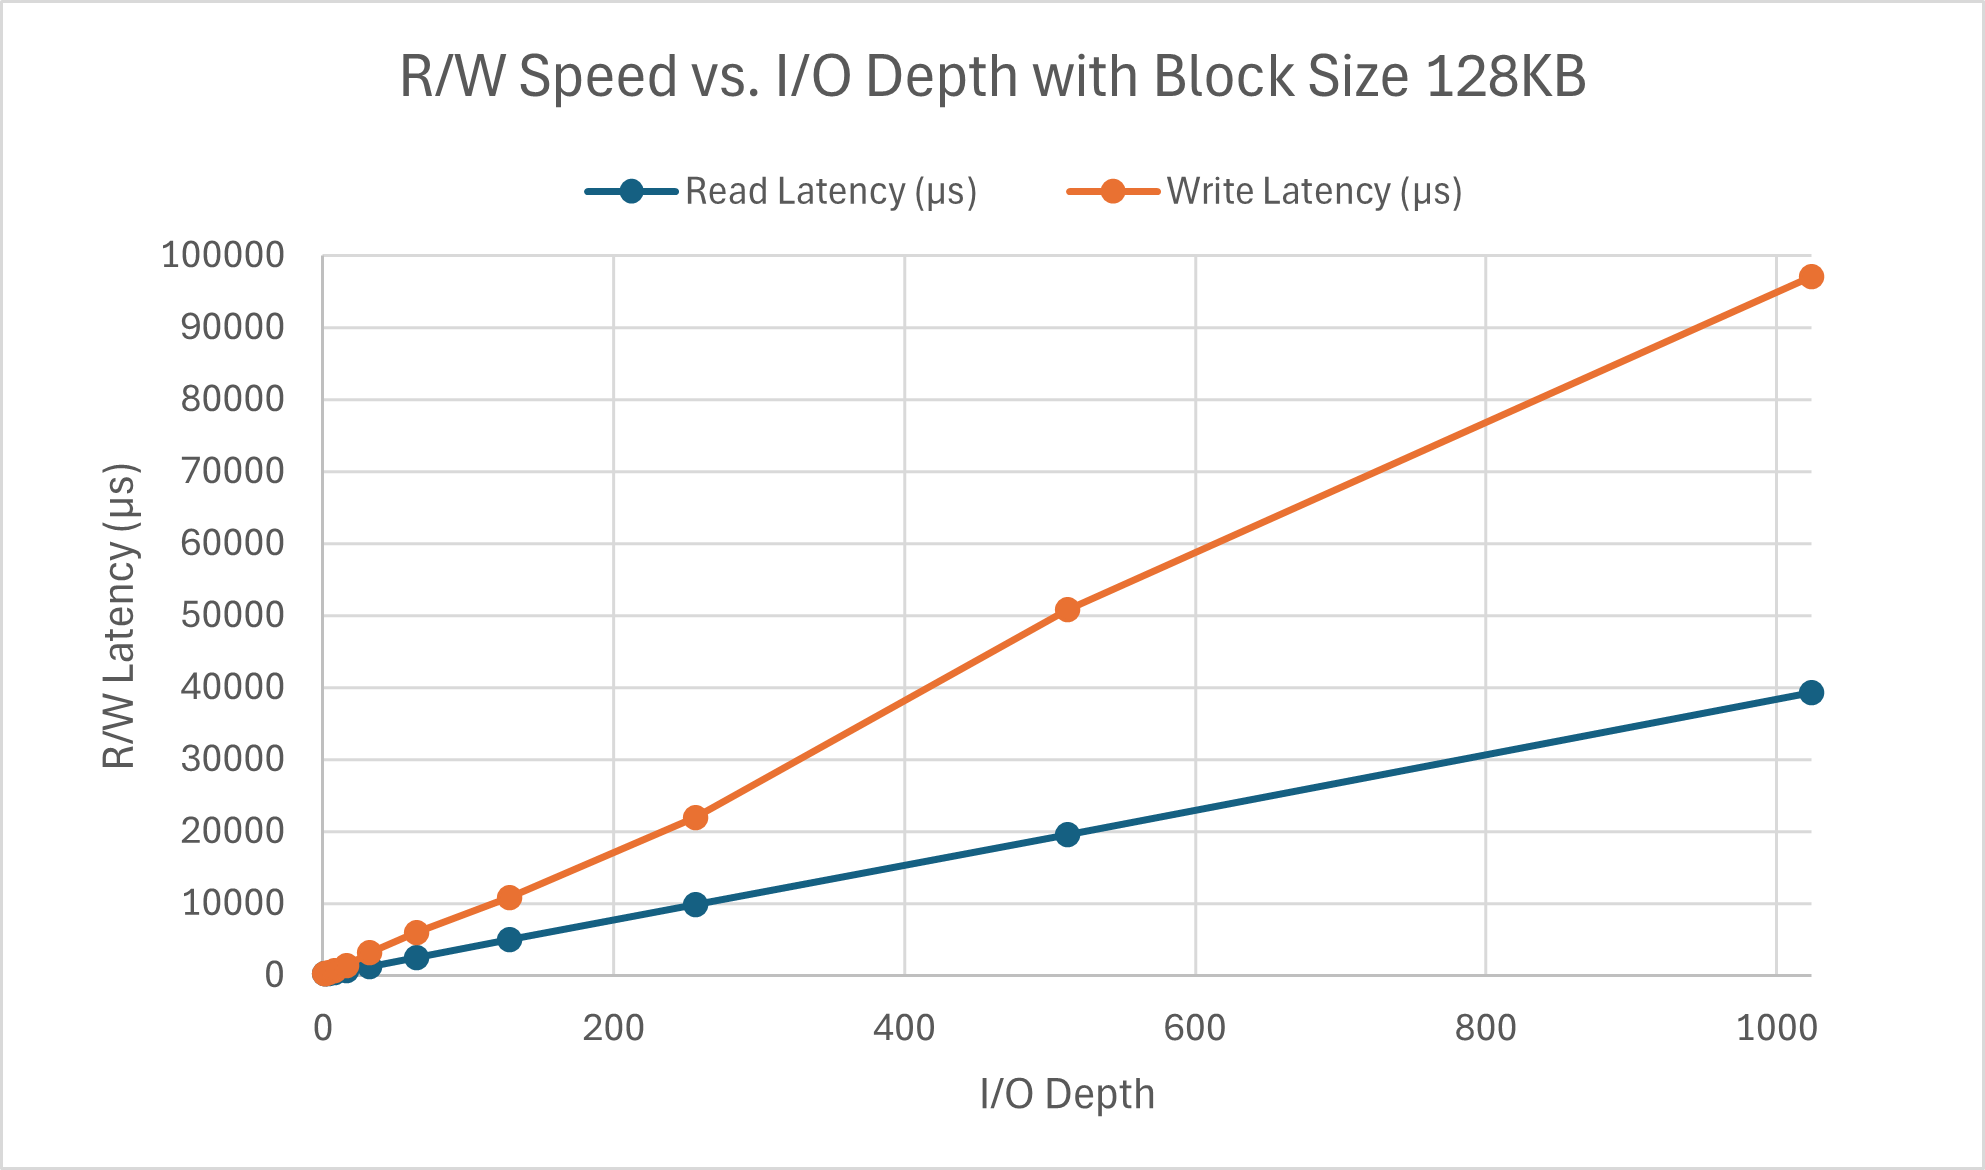 R/W Speed vs. I/O Depth with Block Size 128KB
Read Latency (µs) Write Latency (µs)
100000
90000
80000
70000
60000
50000
40000
30000
20000
10000
0
R/W Latency (µs)
0 200 400 600 800 1000
I/O Depth